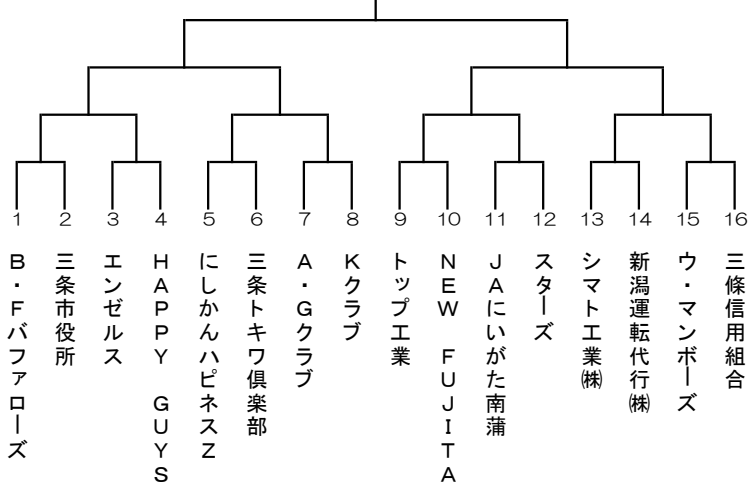 1 2 3 4 5 6 7 8 9 10 11 12 13 14 15 16
B・Fバファローズ
三条市役所
エンゼルス
HAPPY GUYS
にしかんハピネスZ
三条トキワ倶楽部
A・Gクラブ
Kクラブ
トップ工業
NEW FUJITA
JAにいがた南蒲
スターズ
シマト工業㈱
新潟運転代行㈱
ウ・マンボーズ
三條信用組合